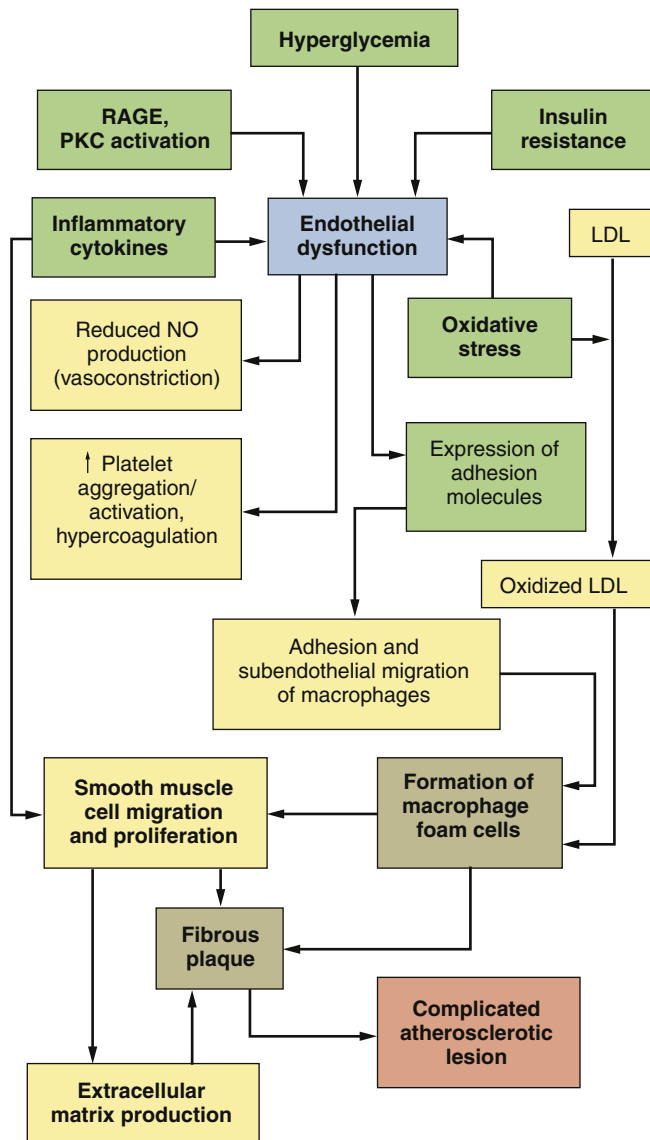 Hyperglycemia
RAGE,
PKC activation
Insulin
resistance
Inflammatory
cytokines
Endothelial
dysfunction
LDL
Reduced NO
production
(vasoconstriction)
Oxidative
stress
↑ Platelet
aggregation/
activation,
hypercoagulation
Expression of
adhesion
molecules
Oxidized LDL
Adhesion and
subendothelial migration
of macrophages
Smooth muscle
cell migration
and proliferation
Formation of
macrophage
foam cells
Fibrous
plaque
Complicated
atherosclerotic
lesion
Extracellular
matrix production